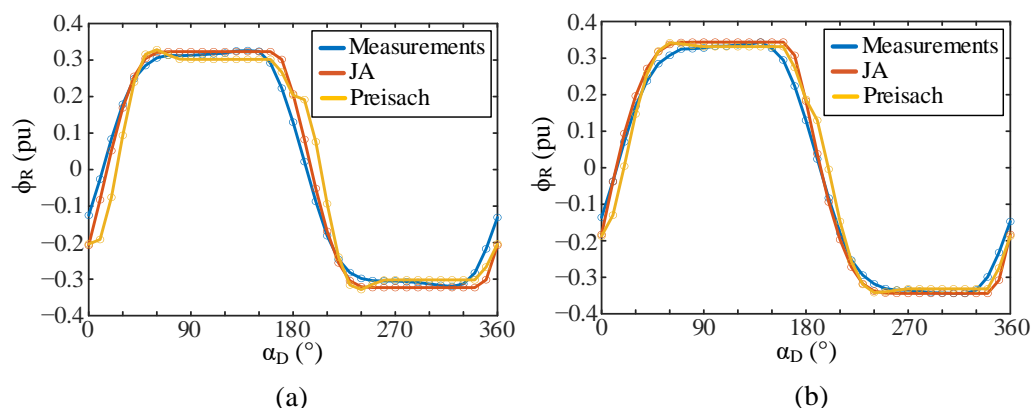 0.4
0.3
0.2
0.1
0
−0.1
−0.2
−0.3
−0.4
ϕR (pu)
Measurements
JA
Preisach
0 90 180 270 360
αD (°)
(a)
0.4
0.3
0.2
0.1
0
−0.1
−0.2
−0.3
−0.4
ϕR (pu)
Measurements
JA
Preisach
0 90 180 270 360
αD (°)
(b)